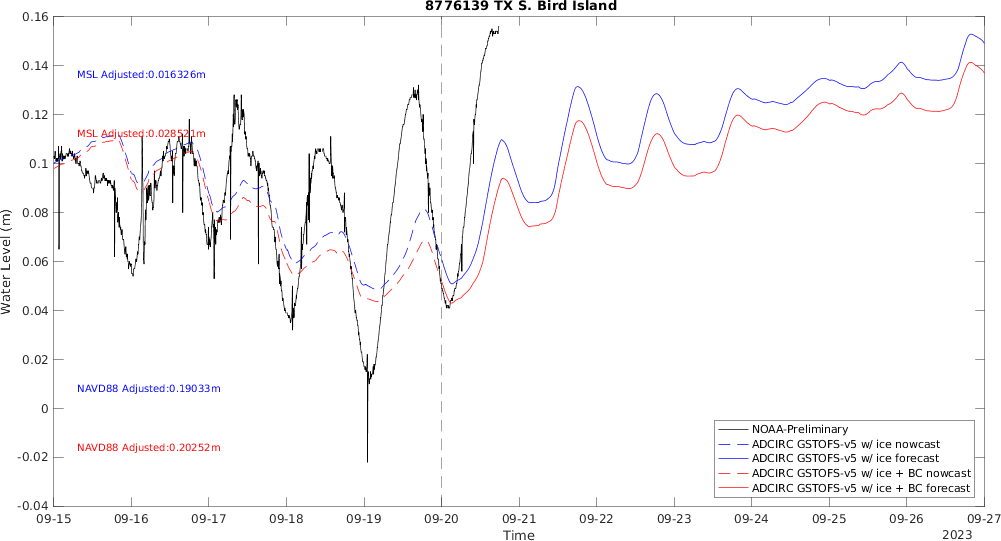 8776139 TX S. Bird Island
0.16
0.14
0.12
0.1
0.08
0.06
0.04
0.02
0
-0.02
-0.04
Water Level (m)
MSL Adjusted:0.016326m
MSL Adjusted:0.028521m
NAVD88 Adjusted:0.19033m
NAVD88 Adjusted:0.20252m
NOAA-Preliminary
ADCIRC GSTOFS-v5 w/ ice nowcast
ADCIRC GSTOFS-v5 w/ ice forecast
ADCIRC GSTOFS-v5 w/ ice + BC nowcast
ADCIRC GSTOFS-v5 w/ ice + BC forecast
09-15 09-16 09-17 09-18 09-19 09-20 09-21 09-22 09-23 09-24 09-25 09-26 09-27
Time
2023